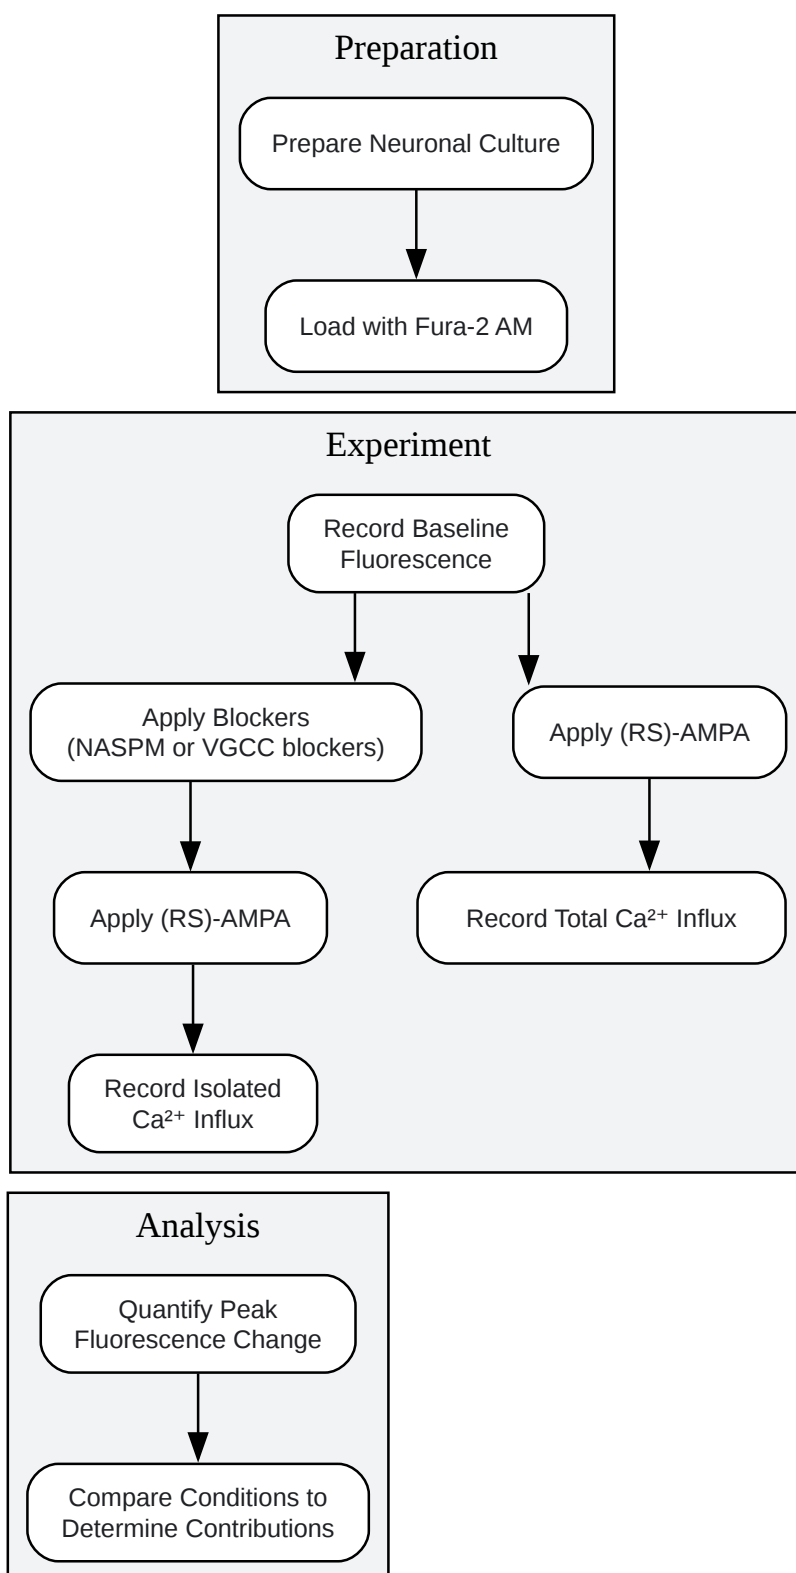 Preparation
Prepare Neuronal Culture
Load with Fura-2 AM
Experiment
Record Baseline
Fluorescence
Apply Blockers
(NASPM or VGCC blockers)
Apply (RS)-AMPA
Apply (RS)-AMPA
Record Total Ca²⁺ Influx
Record Isolated
Ca²⁺ Influx
Analysis
Quantify Peak
Fluorescence Change
Compare Conditions to
Determine Contributions